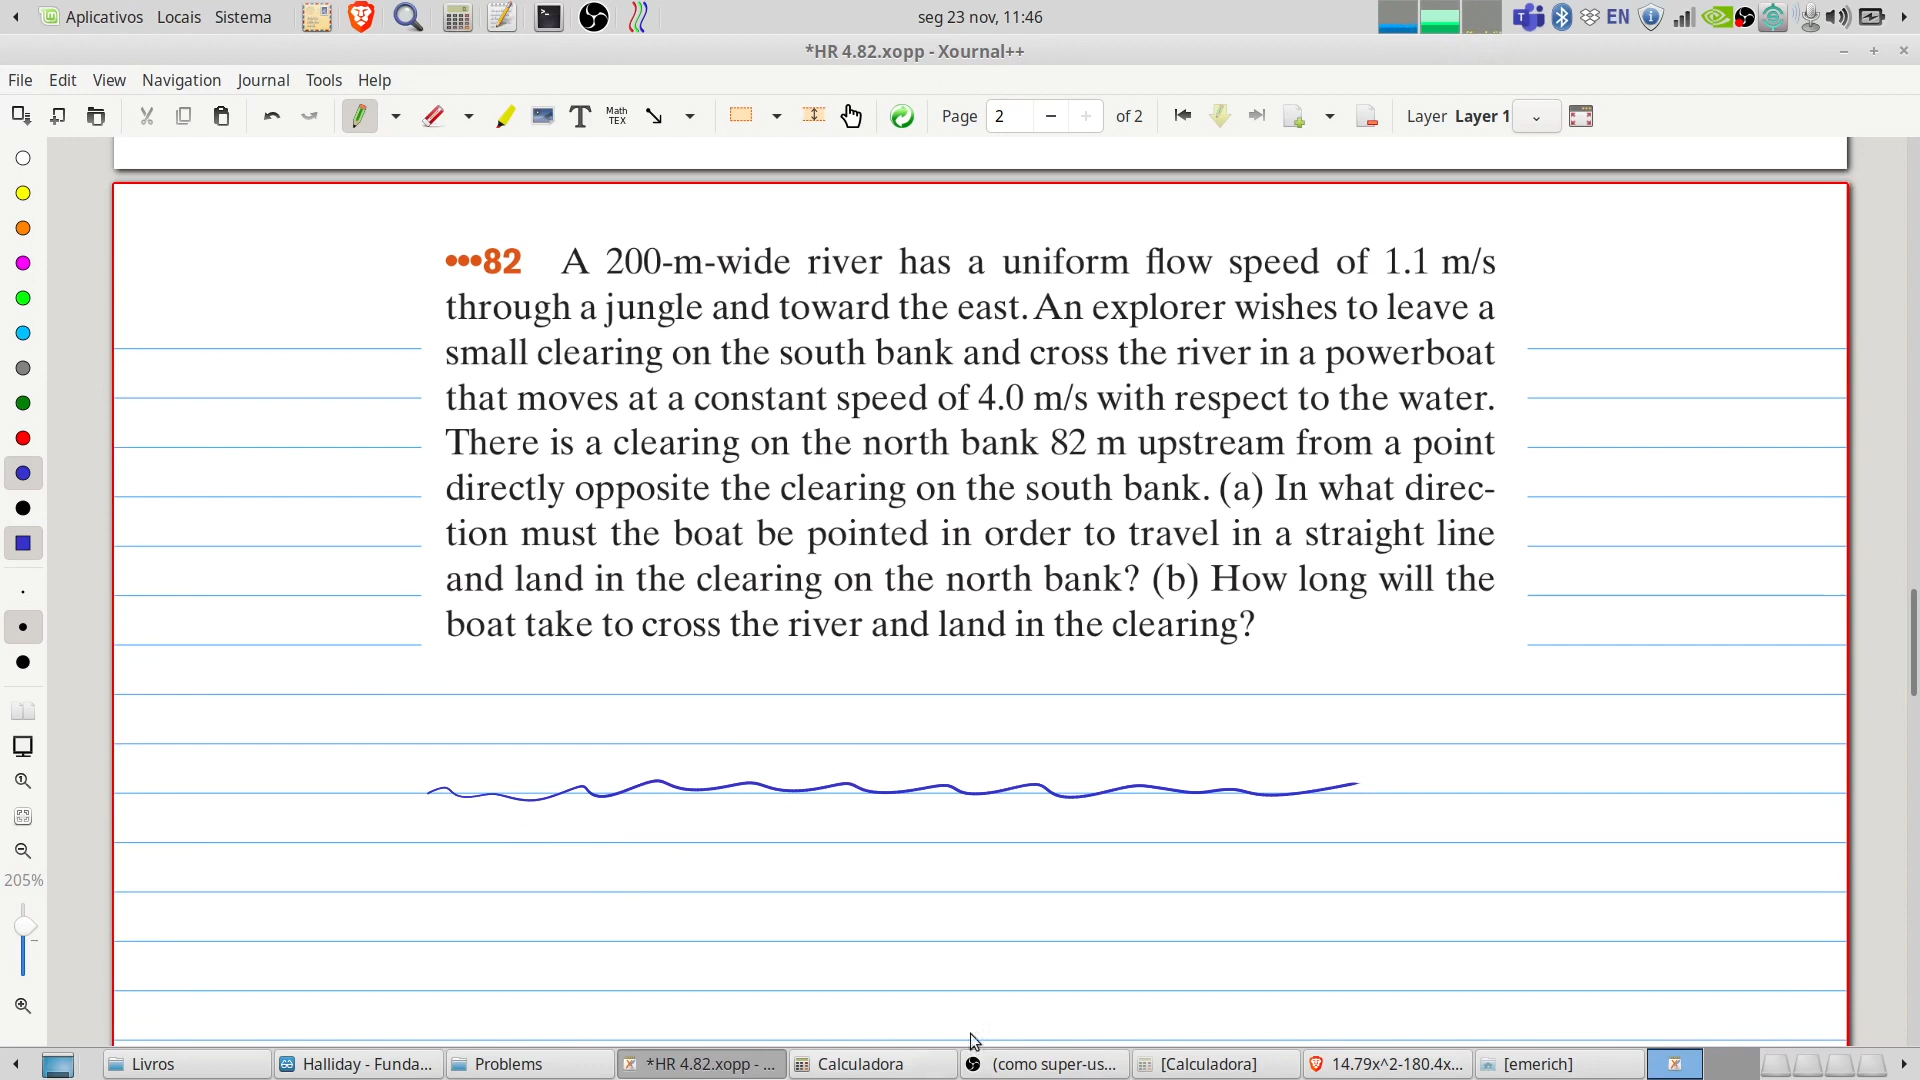 Aplicativos Locais Sistema
seg 23 nov, 11:46
EN
*HR 4.82.xopp - Xournal++
File Edit View Navigation Journal Tools Help
T Math TEX Page 2 of 2 Layer Layer 1
•••82 A 200-m-wide river has a uniform flow speed of 1.1 m/s
through a jungle and toward the east. An explorer wishes to leave a
small clearing on the south bank and cross the river in a powerboat
that moves at a constant speed of 4.0 m/s with respect to the water.
There is a clearing on the north bank 82 m upstream from a point
directly opposite the clearing on the south bank. (a) In what direc-
tion must the boat be pointed in order to travel in a straight line
and land in the clearing on the north bank? (b) How long will the
boat take to cross the river and land in the clearing?
205%
Livros Halliday - Funda... Problems *HR 4.82.xopp - ... Calculadora (como super-us... [Calculadora] 14.79x^2-180.4x... [emerich]